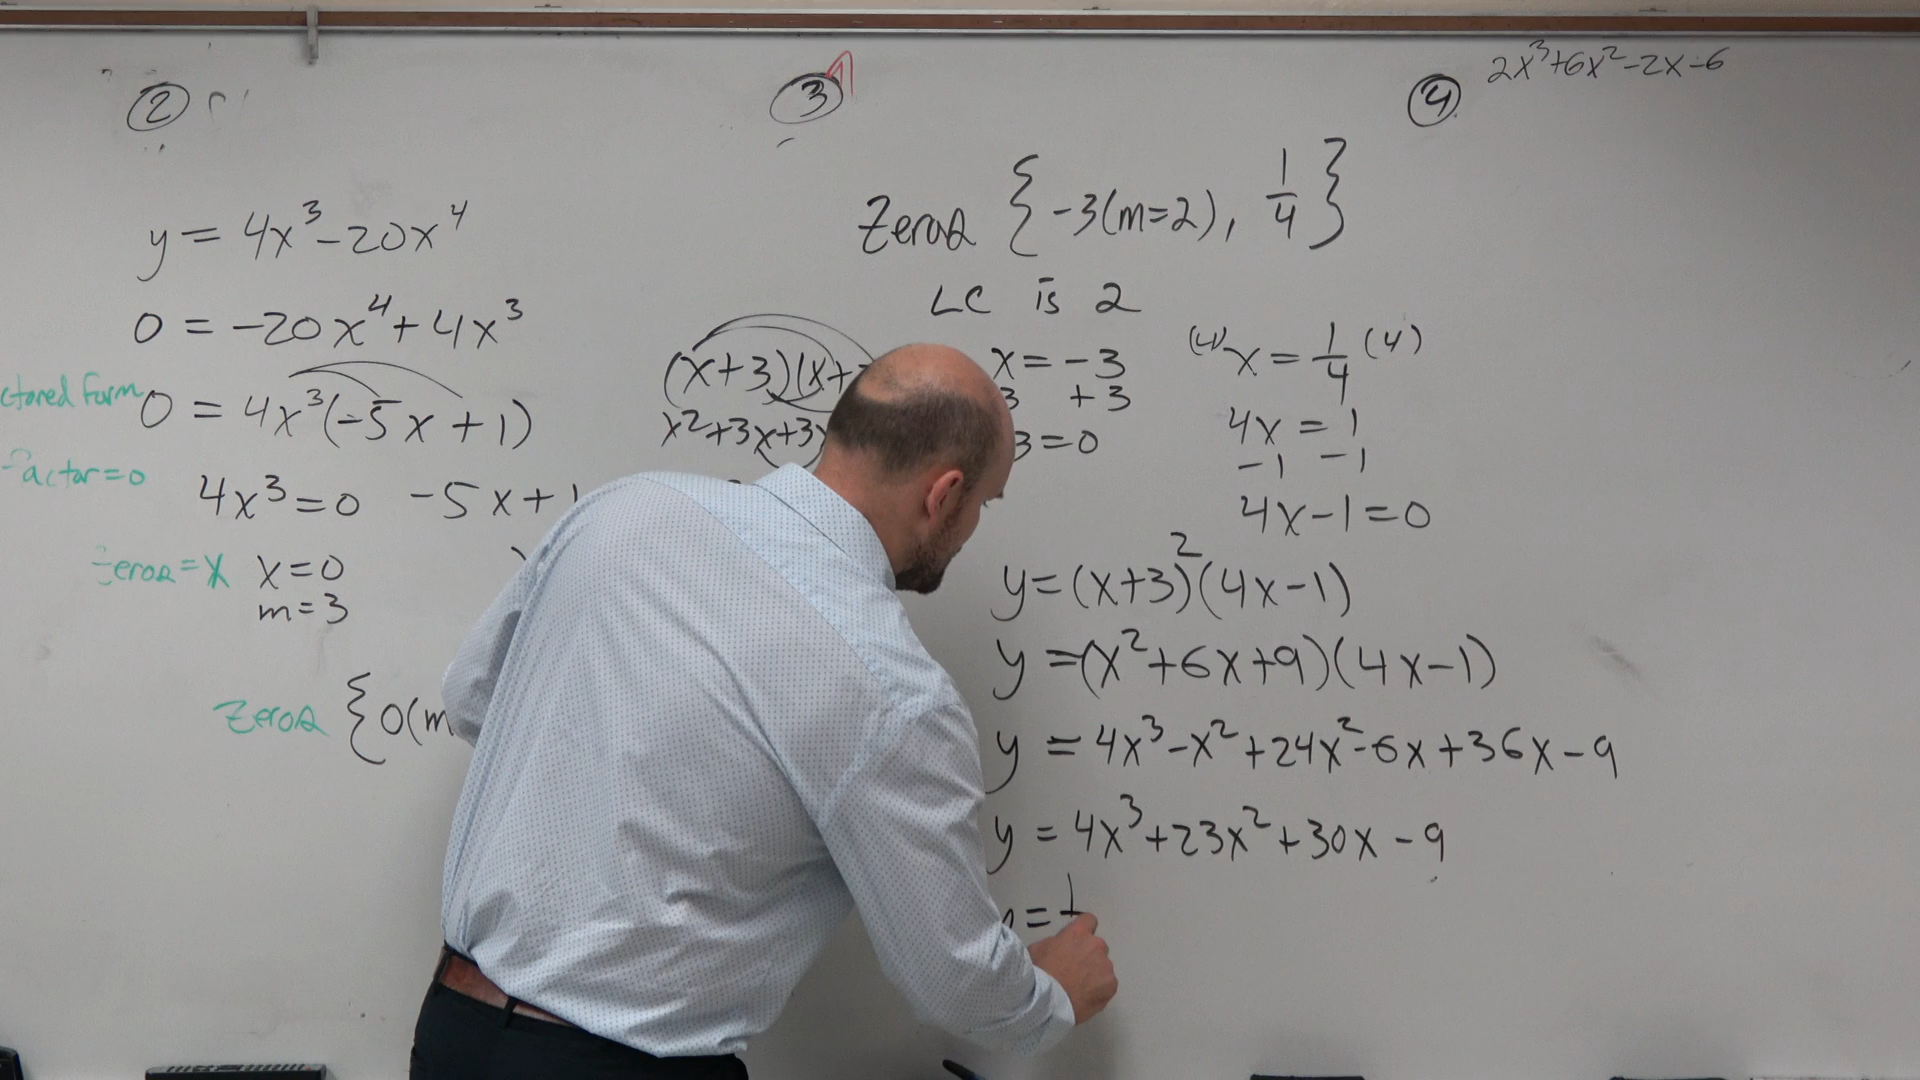 ②
y = 4x³-20x⁴
0 = -20x⁴+4x³
0 = 4x³(-5x+1)
actor=0
4x³=0 -5x+1
=x x=0
m=3
Zeros {0(m
③
Zeros {-3(m=2), 1/4}
LC is 2
(x+3)(x+
x²+3x+3
x=-3
3 +3
3=0
(4)x = 1/4 (4)
4x = 1
-1 -1
4x-1=0
y=(x+3)²(4x-1)
y=(x²+6x+9)(4x-1)
y = 4x³-x²+24x²-6x+36x-9
y = 4x³+23x²+30x-9
= 1
④ 2x³+6x²-2x-6